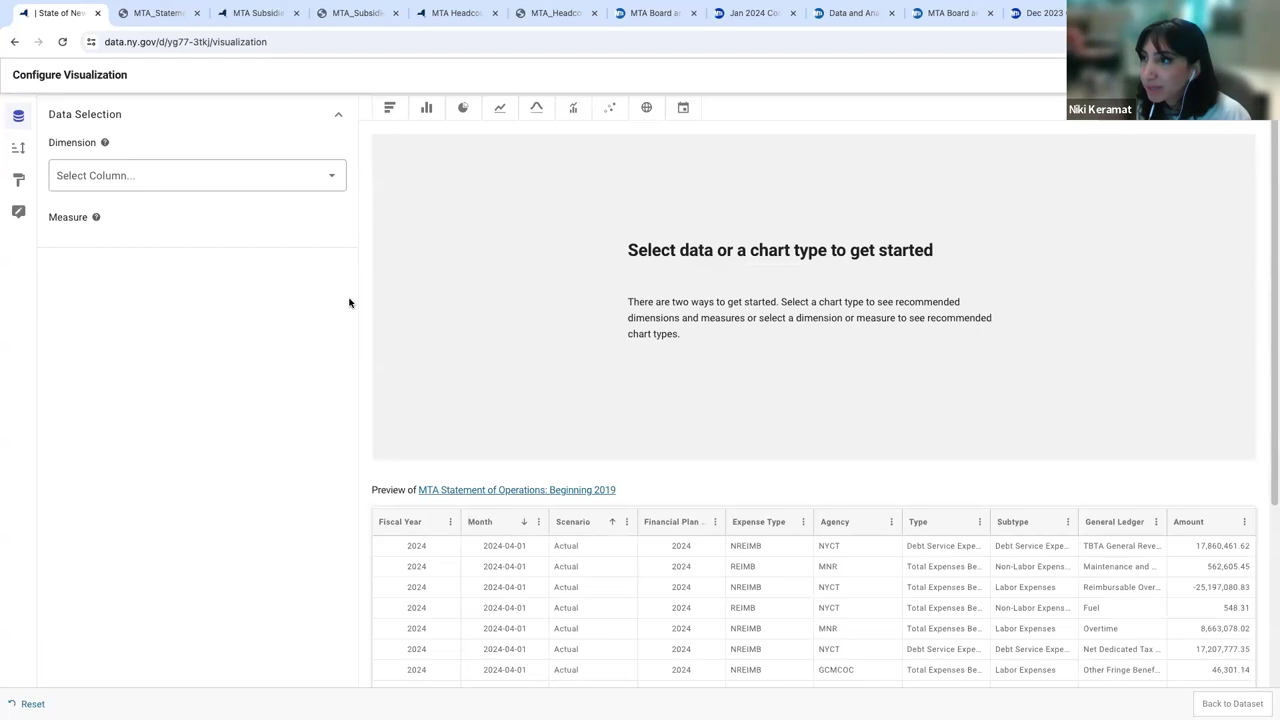 | State of New
MTA_Stateme
MTA Subsidi
MTA_Subsidi
MTA Headcou
MTA_Headco
MTA Board an
Jan 2024 Co
Data and Ana
MTA Board an
Dec 2023
data.ny.gov/d/yg77-3tkj/visualization
Configure Visualization
Niki Keramat
Data Selection
Dimension
Select Column...
Measure
Select data or a chart type to get started
There are two ways to get started. Select a chart type to see recommended
dimensions and measures or select a dimension or measure to see recommended
chart types.
Preview of MTA Statement of Operations: Beginning 2019
Fiscal Year Month Scenario Financial Plan .. Expense Type Agency Type Subtype General Ledger Amount
2024 2024-04-01 Actual 2024 NREIMB NYCT Debt Service Expe... Debt Service Expe... TBTA General Reve... 17,860,461.62
2024 2024-04-01 Actual 2024 REIMB MNR Total Expenses Be... Non-Labor Expens... Maintenance and ... 562,605.45
2024 2024-04-01 Actual 2024 NREIMB NYCT Total Expenses Be... Labor Expenses Reimbursable Over... -25,197,080.83
2024 2024-04-01 Actual 2024 REIMB NYCT Total Expenses Be... Non-Labor Expens... Fuel 548.31
2024 2024-04-01 Actual 2024 NREIMB MNR Total Expenses Be... Labor Expenses Overtime 8,663,078.02
2024 2024-04-01 Actual 2024 NREIMB NYCT Debt Service Expe... Debt Service Expe... Net Dedicated Tax ... 17,207,777.35
2024 2024-04-01 Actual 2024 NREIMB GCMCOC Total Expenses Be... Labor Expenses Other Fringe Benef... 46,301.14
Reset
Back to Dataset